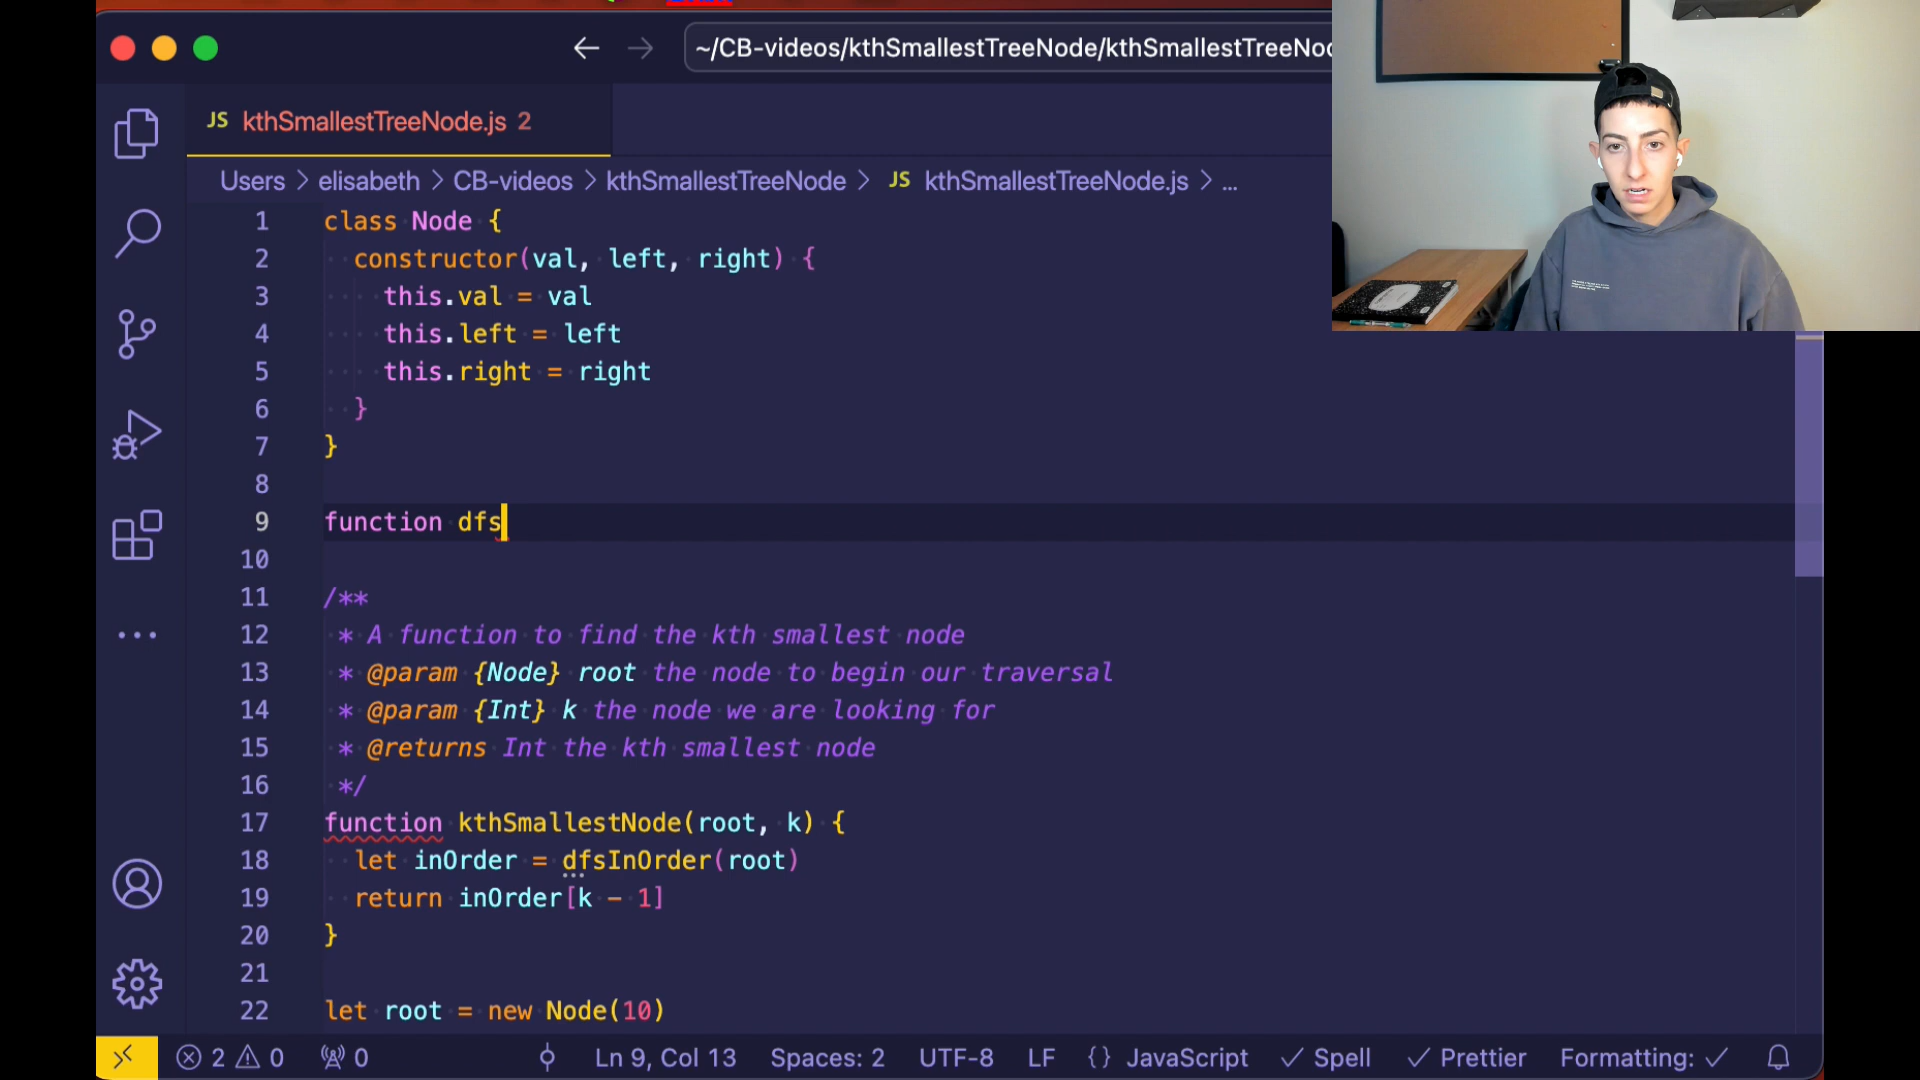 ~/CB-videos/kthSmallestTreeNode/kthSmallestTreeNo
JS kthSmallestTreeNode.js 2
Users > elisabeth > CB-videos > kthSmallestTreeNode > JS kthSmallestTreeNode.js > ...
1 class Node {
2 constructor(val, left, right) {
3 this.val = val
4 this.left = left
5 this.right = right
6 }
7 }
8
9 function dfs
10
11 /**
12 * A function to find the kth smallest node
13 * @param {Node} root the node to begin our traversal
14 * @param {Int} k the node we are looking for
15 * @returns Int the kth smallest node
16 */
17 function kthSmallestNode(root, k) {
18 let inOrder = dfsInOrder(root)
19 return inOrder[k - 1]
20 }
21
22 let root = new Node(10)
2 0 0 Ln 9, Col 13 Spaces: 2 UTF-8 LF {} JavaScript ✓ Spell ✓ Prettier Formatting: ✓